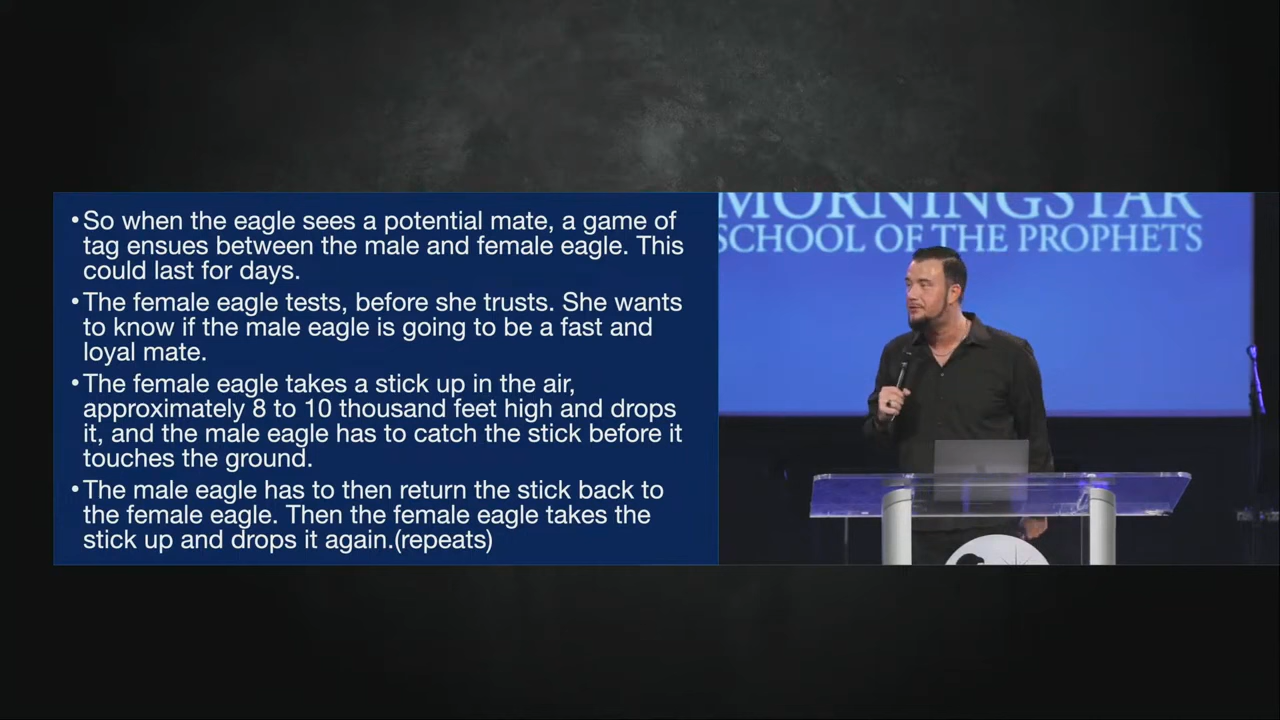 •So when the eagle sees a potential mate, a game of
tag ensues between the male and female eagle. This
could last for days.
•The female eagle tests, before she trusts. She wants
to know if the male eagle is going to be a fast and
loyal mate.
•The female eagle takes a stick up in the air,
approximately 8 to 10 thousand feet high and drops
it, and the male eagle has to catch the stick before it
touches the ground.
•The male eagle has to then return the stick back to
the female eagle. Then the female eagle takes the
stick up and drops it again.(repeats)
MORNINGSTAR
SCHOOL OF THE PROPHETS